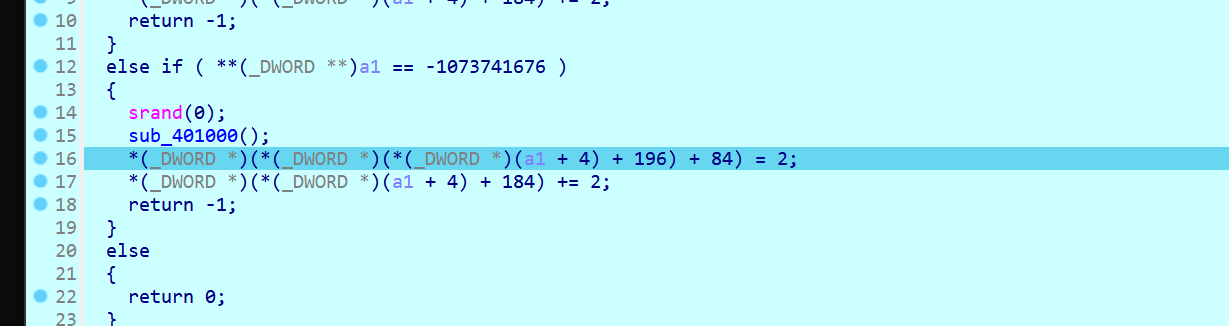 10 return -1;
11 }
12 else if ( **(_DWORD **)a1 == -1073741676 )
13 {
14 srand(0);
15 sub_401000();
16 *(_DWORD *)(*(_DWORD *)(*(_DWORD *)(a1 + 4) + 196) + 84) = 2;
17 *(_DWORD *)(*(_DWORD *)(a1 + 4) + 184) += 2;
18 return -1;
19 }
20 else
21 {
22 return 0;
23 }